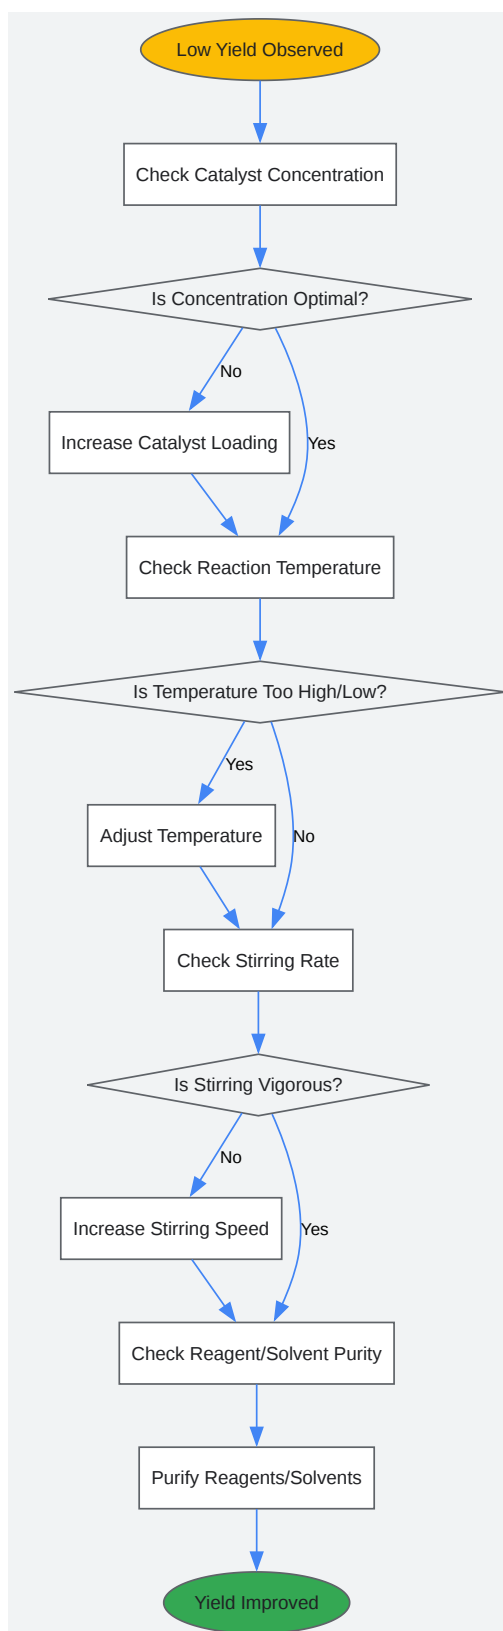 Low Yield Observed
Check Catalyst Concentration
Is Concentration Optimal?
No
Increase Catalyst Loading
Yes
Check Reaction Temperature
Is Temperature Too High/Low?
Yes
Adjust Temperature
No
Check Stirring Rate
Is Stirring Vigorous?
No
Increase Stirring Speed
Yes
Check Reagent/Solvent Purity
Purify Reagents/Solvents
Yield Improved